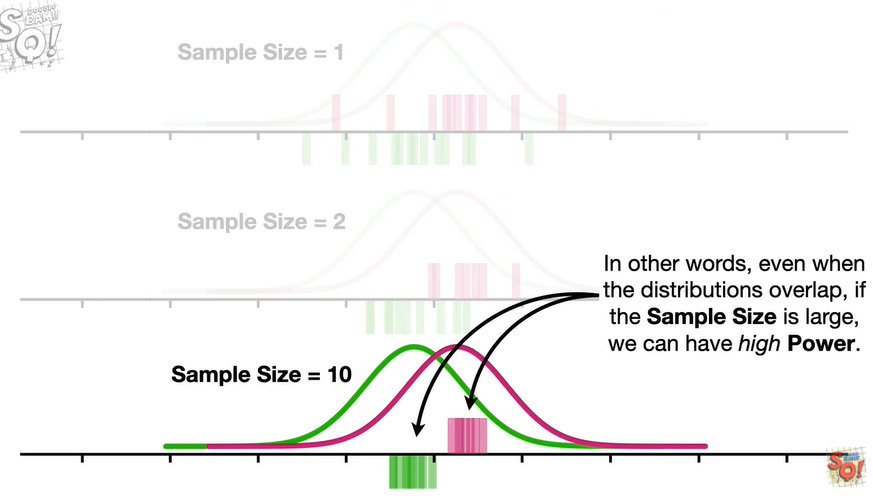 Sample Size = 1
Sample Size = 2
In other words, even when
the distributions overlap, if
the Sample Size is large,
we can have high Power.
Sample Size = 10
SQ!